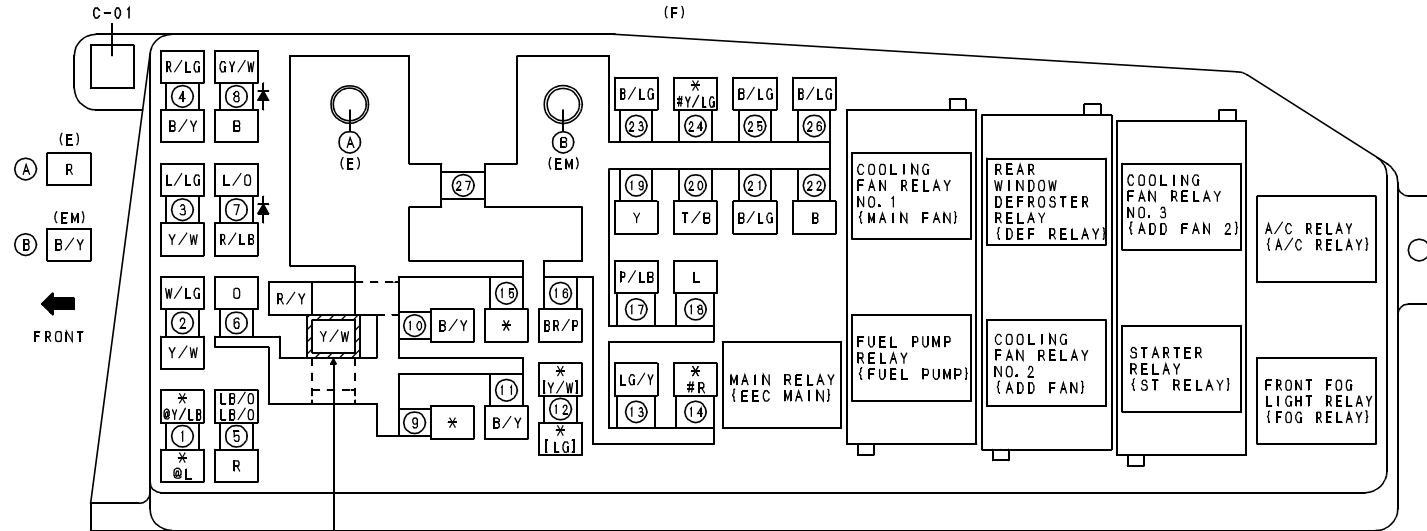 C-01
(F)
R/LG
GY/W
4
8
B/Y
B
(E)
A
R
(EM)
B
B/Y
FRONT
L/LG
L/O
3
7
Y/W
R/LB
W/LG
O
2
6
Y/W
*
@Y/LB
LB/O
LB/O
1
5
*
@L
R
A
(E)
B
(EM)
27
R/Y
Y/W
10
B/Y
15
*
16
BR/P
9
*
11
B/Y
*
[Y/W]
12
*
[LG]
B/LG
*
#Y/LG
B/LG
B/LG
23
24
25
26
19
20
21
22
Y
T/B
B/LG
B
P/LB
L
17
18
LG/Y
*
#R
13
14
MAIN RELAY
{EEC MAIN}
COOLING
FAN RELAY
NO.1
{MAIN FAN}
FUEL PUMP
RELAY
{FUEL PUMP}
REAR
WINDOW
DEFROSTER
RELAY
{DEF RELAY}
COOLING
FAN RELAY
NO.2
{ADD FAN}
COOLING
FAN RELAY
NO.3
{ADD FAN 2}
STARTER
RELAY
{ST RELAY}
A/C RELAY
{A/C RELAY}
FRONT FOG
LIGHT RELAY
{FOG RELAY}